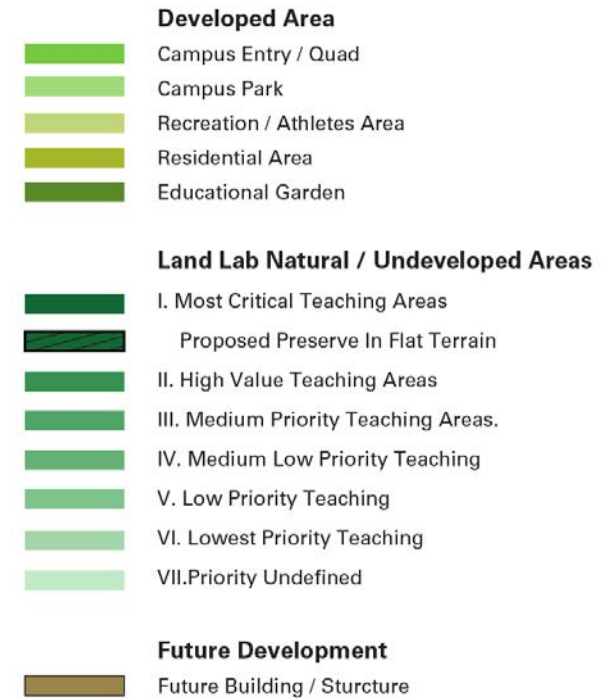 Developed Area
Campus Entry / Quad
Campus Park
Recreation / Athletes Area
Residential Area
Educational Garden
Land Lab Natural / Undeveloped Areas
I. Most Critical Teaching Areas
Proposed Preserve In Flat Terrain
II. High Value Teaching Areas
III. Medium Priority Teaching Areas.
IV. Medium Low Priority Teaching
V. Low Priority Teaching
VI. Lowest Priority Teaching
VII.Priority Undefined
Future Development
Future Building / Sturcture